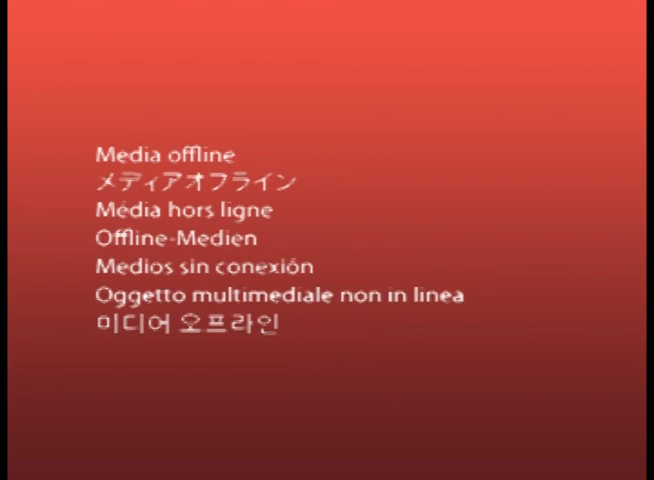 Media offline
メディアオフライン
Média hors ligne
Offline-Medien
Medios sin conexión
Oggetto multimediale non in linea
미디어 오프라인